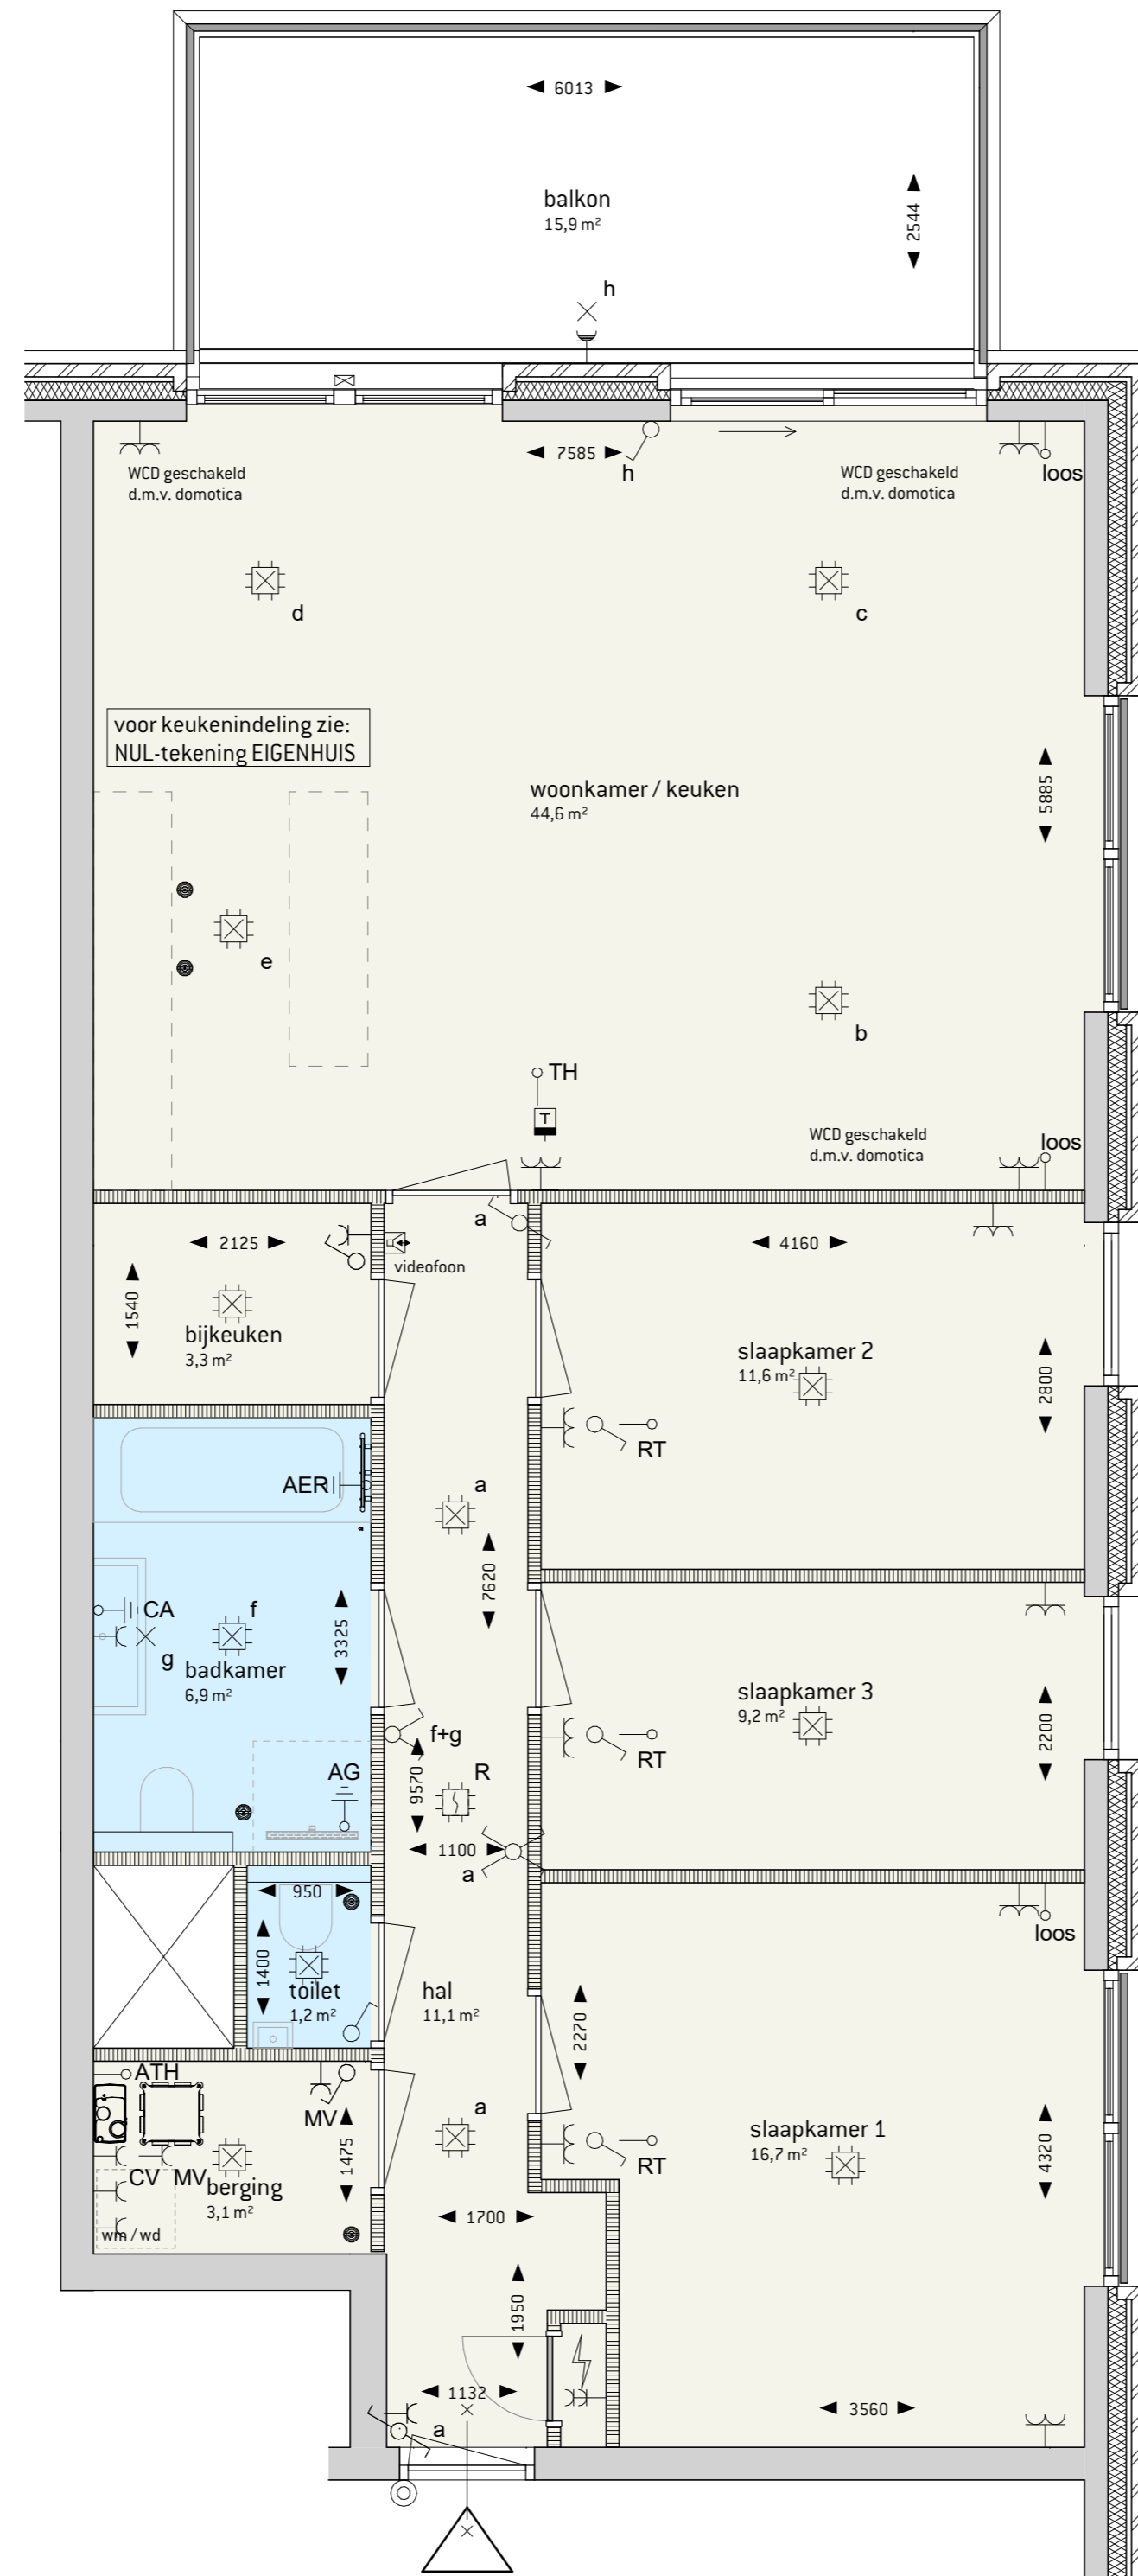 6013
balkon
15,9 m²
2544
h
7585
h
WCD geschakeld
d.m.v. domotica
WCD geschakeld
d.m.v. domotica
loos
d
c
voor keukenindeling zie:
NUL-tekening EIGENHUIS
woonkamer / keuken
44,6 m²
5885
e
b
TH
T
WCD geschakeld
d.m.v. domotica
loos
a
2125
videofoon
4160
1540
bijkeuken
3,3 m²
slaapkamer 2
11,6 m²
2800
RT
AER
a
7620
CA
f
g
badkamer
6,9 m²
3325
slaapkamer 3
9,2 m²
2200
f+g
RT
AG
9570
R
1100
a
950
1400
toilet
1,2 m²
hal
11,1 m²
loos
2270
ATH
MV
1475
a
CV
MV
berging
3,1 m²
wm / wd
RT
slaapkamer 1
16,7 m²
4320
1700
1950
1132
a
3560